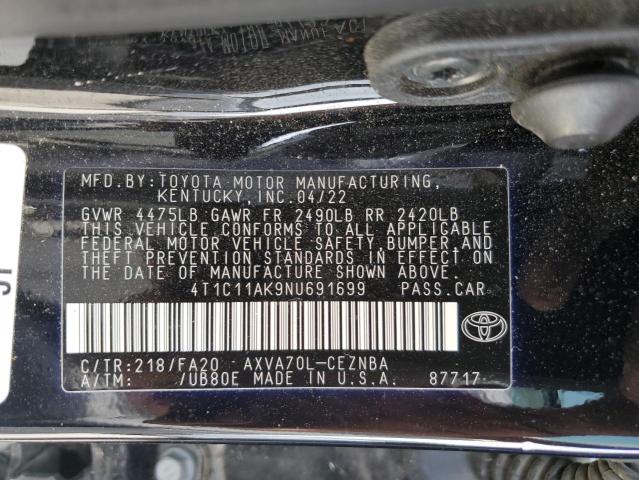 MFD.BY:TOYOTA MOTOR MANUFACTURING,
KENTUCKY, INC.04/22
GVWR 4475LB GAWR FR 2490LB RR 2420LB
THIS VEHICLE CONFORMS TO ALL APPLICABLE
FEDERAL MOTOR VEHICLE SAFETY, BUMPER, AND
THEFT PREVENTION STANDARDS IN EFFECT ON
THE DATE OF MANUFACTURE SHOWN ABOVE.
4T1C11AK9NU691699 PASS.CAR
C/TR:218/FA20 AXVA70L-CEZNBA
A/TM: /UB80E MADE IN U.S.A. 87717